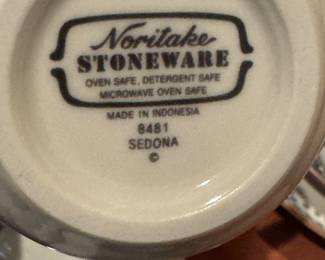 Noritake
STONEWARE
OVEN SAFE, DETERGENT SAFE
MICROWAVE OVEN SAFE
MADE IN INDONESIA
8481
SEDONA
©